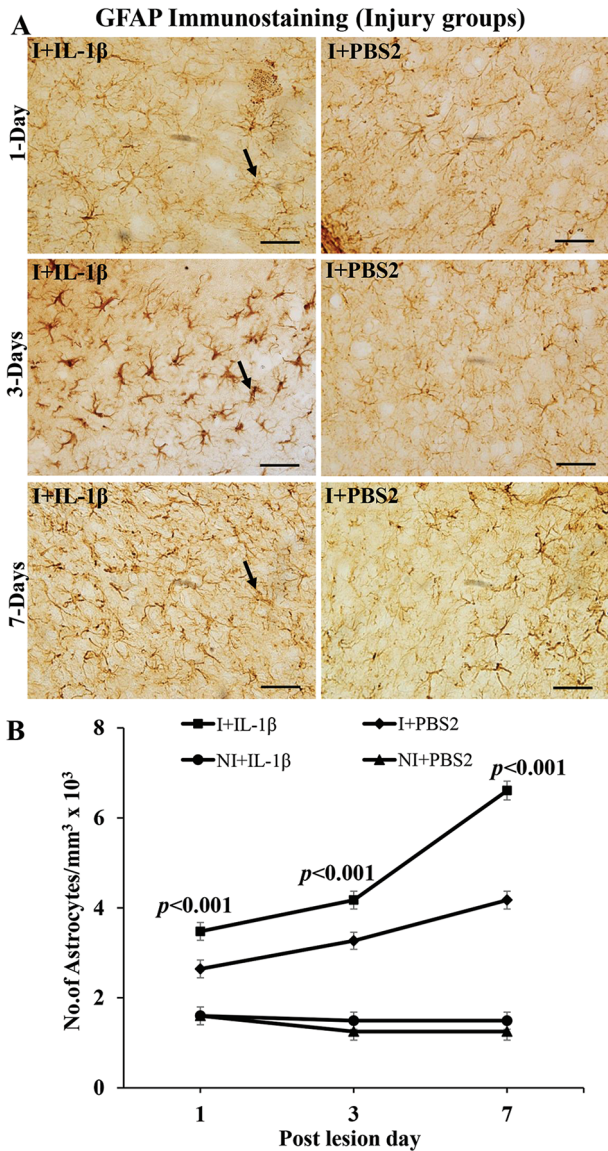 GFAP Immunostaining (Injury groups)
A
I+IL-1β
I+PBS2
1-Day
I+IL-1β
I+PBS2
3-Days
I+IL-1β
I+PBS2
7-Days
B
8
I+IL-1β
I+PBS2
NI+IL-1β
NI+PBS2
p<0.001
6
p<0.001
p<0.001
4
2
0
No.of Astrocytes/mm³ x 10³
1
3
7
Post lesion day